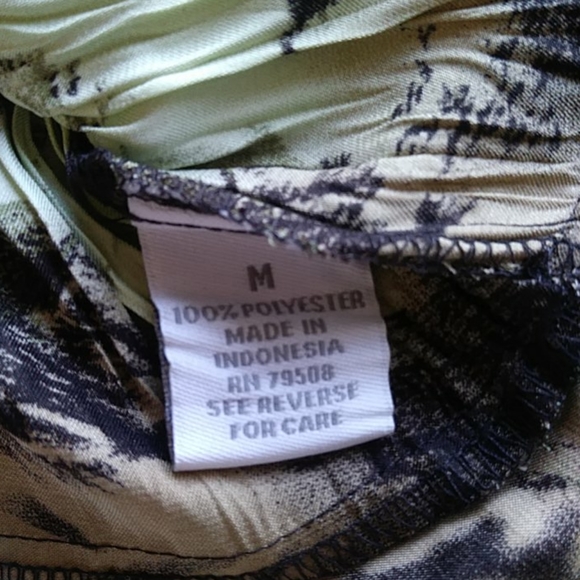 M
100% POLYESTER
MADE IN
INDONESIA
RN 79508
SEE REVERSE
FOR CARE